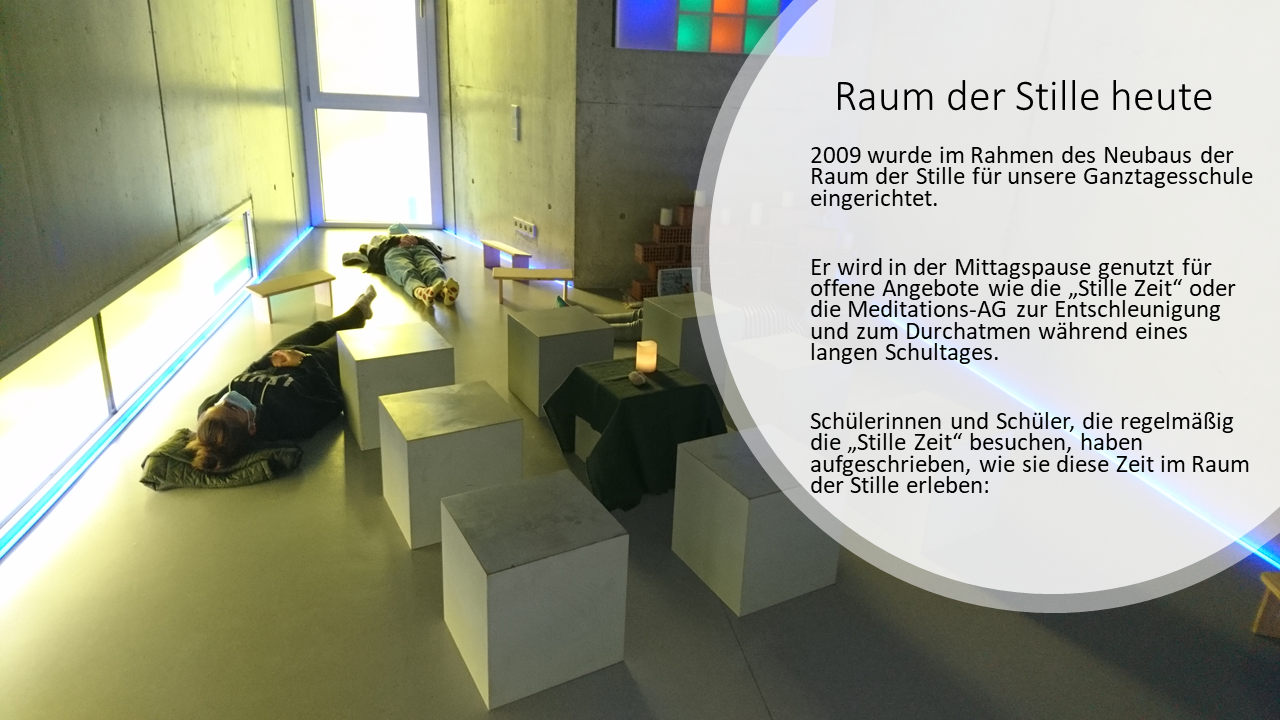 Raum der Stille heute
2009 wurde im Rahmen des Neubaus der
Raum der Stille für unsere Ganztagesschule
eingerichtet.
Er wird in der Mittagspause genutzt für
offene Angebote wie die „Stille Zeit“ oder
die Meditations-AG zur Entschleunigung
und zum Durchatmen während eines
langen Schultages.
Schülerinnen und Schüler, die regelmäßig
die „Stille Zeit“ besuchen, haben
aufgeschrieben, wie sie diese Zeit im Raum
der Stille erleben: